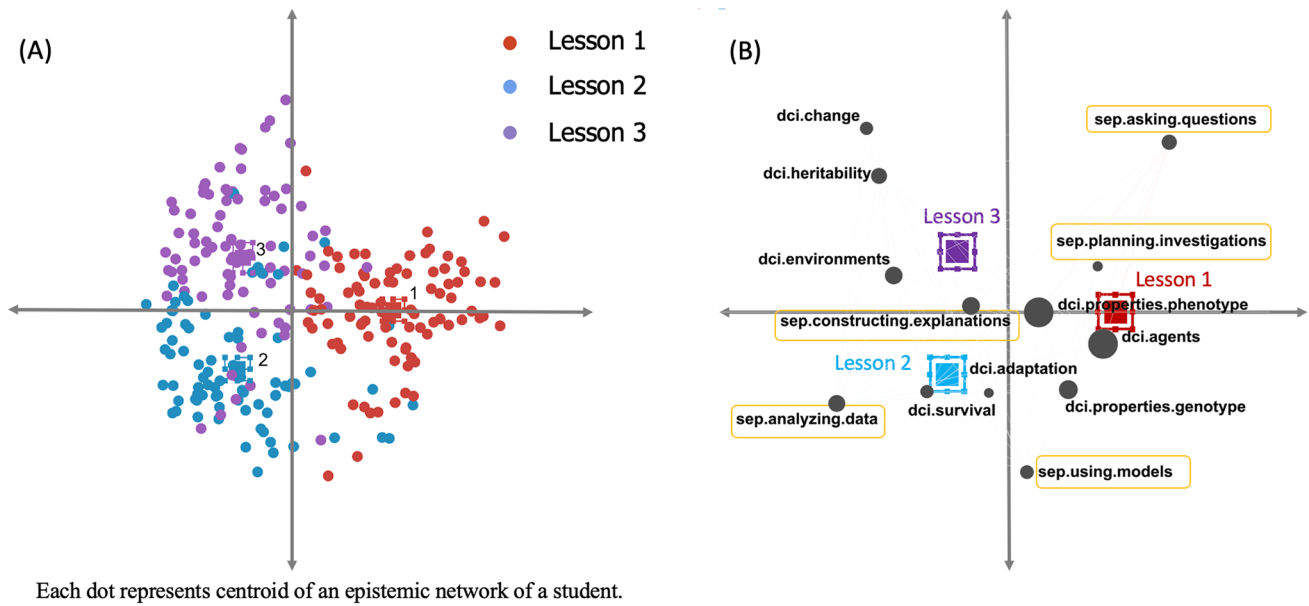 (A)
Lesson 1
Lesson 2
Lesson 3
3
1
2
Each dot represents centroid of an epistemic network of a student.
(B)
dci.change
sep.asking.questions
dci.heritability
Lesson 3
sep.planning.investigations
dci.environments
Lesson 1
dci.properties.phenotype
sep.constructing.explanations
dci.agents
Lesson 2
dci.adaptation
dci.survival
dci.properties.genotype
sep.analyzing.data
sep.using.models